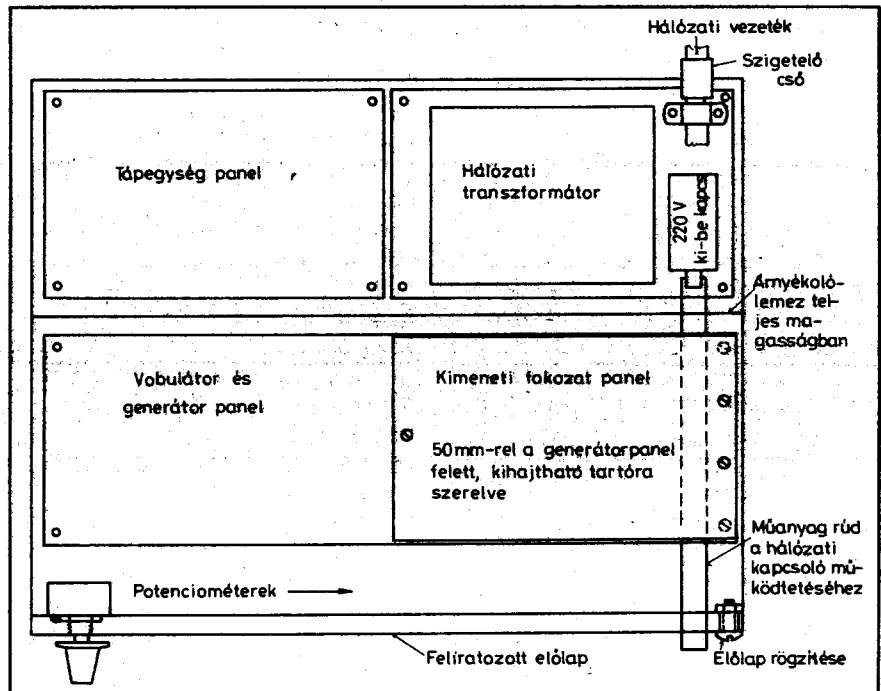 Hálózati vezeték
Szigetelő
cső
Tápegység panel
Hálózati
transzformátor
220 V
ki-be kapcs
Árnyékoló-
lemez tel-
jes ma-
gasságban
Vobulátor és
generátor panel
Kimeneti fokozat panel
50mm-rel a generátorpanel
felett, kihajtható tartóra
szerelve
Műanyag rúd
a hálózati
kapcsoló mű-
ködtetéséhez
Potenciométerek
Felíratozott előlap
Előlap rögzítése